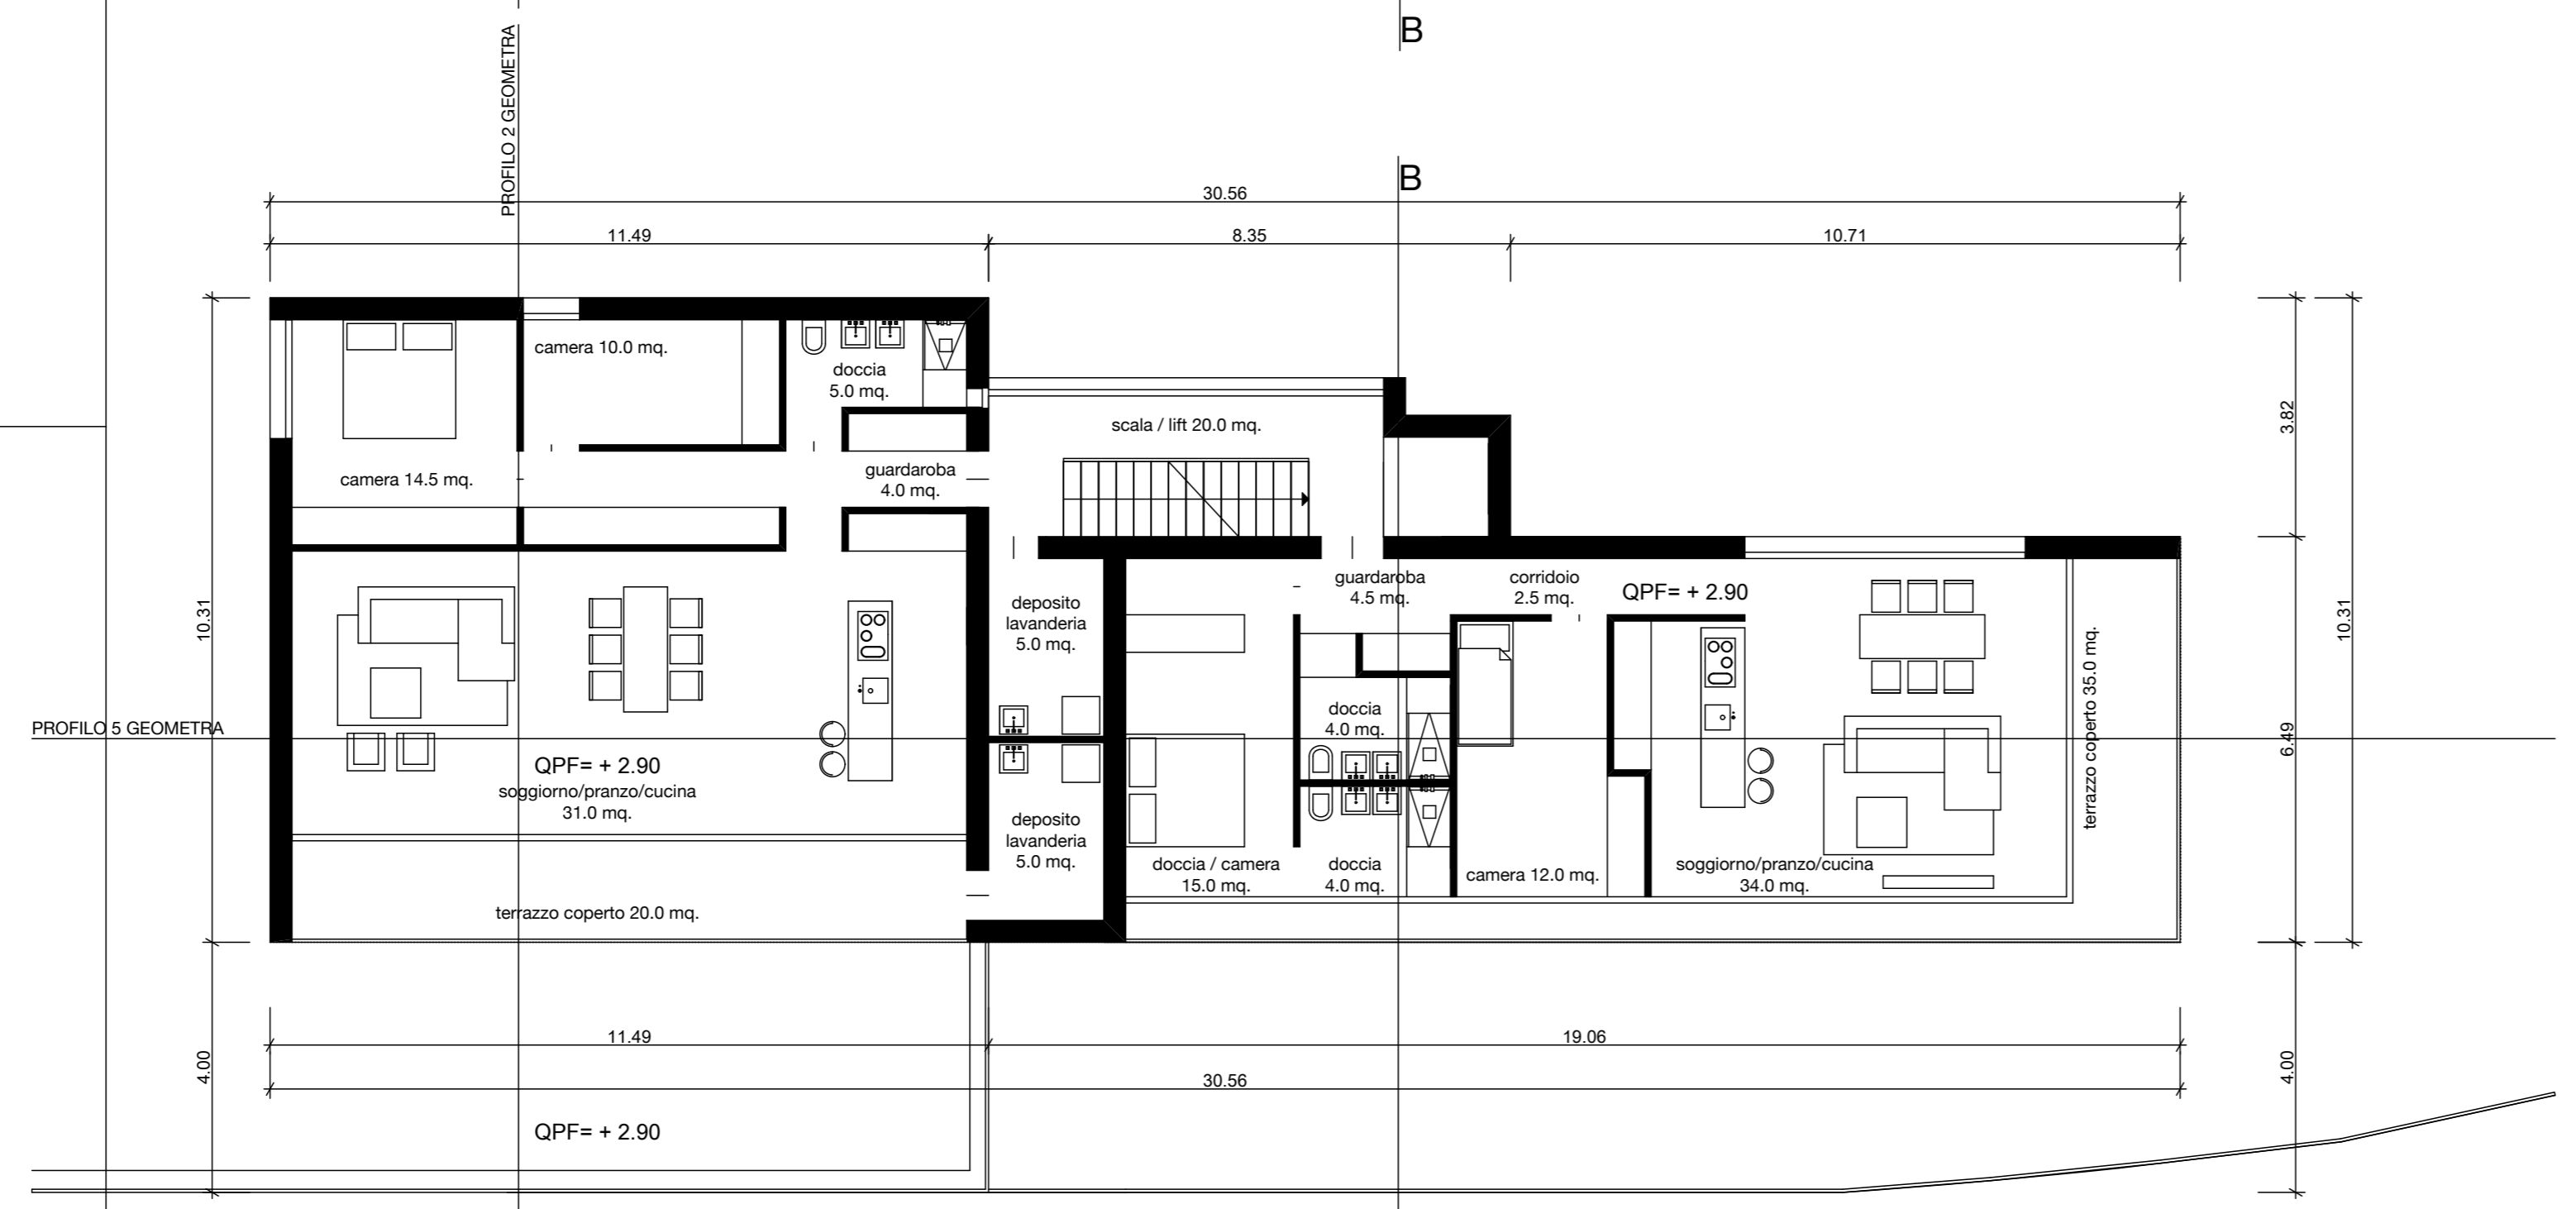 B
PROFILO 2 GEOMETRA
B
30.56
11.49
8.35
10.71
camera 10.0 mq.
doccia
5.0 mq.
scala / lift 20.0 mq.
3.82
camera 14.5 mq.
guardaroba
4.0 mq.
10.31
deposito
lavanderia
5.0 mq.
guardaroba
4.5 mq.
corridoio
2.5 mq.
QPF= + 2.90
10.31
terrazzo coperto 35.0 mq.
PROFILO 5 GEOMETRA
doccia
4.0 mq.
6.49
QPF= + 2.90
soggiorno/pranzo/cucina
31.0 mq.
deposito
lavanderia
5.0 mq.
doccia / camera
15.0 mq.
doccia
4.0 mq.
camera 12.0 mq.
soggiorno/pranzo/cucina
34.0 mq.
terrazzo coperto 20.0 mq.
11.49
19.06
4.00
4.00
30.56
QPF= + 2.90